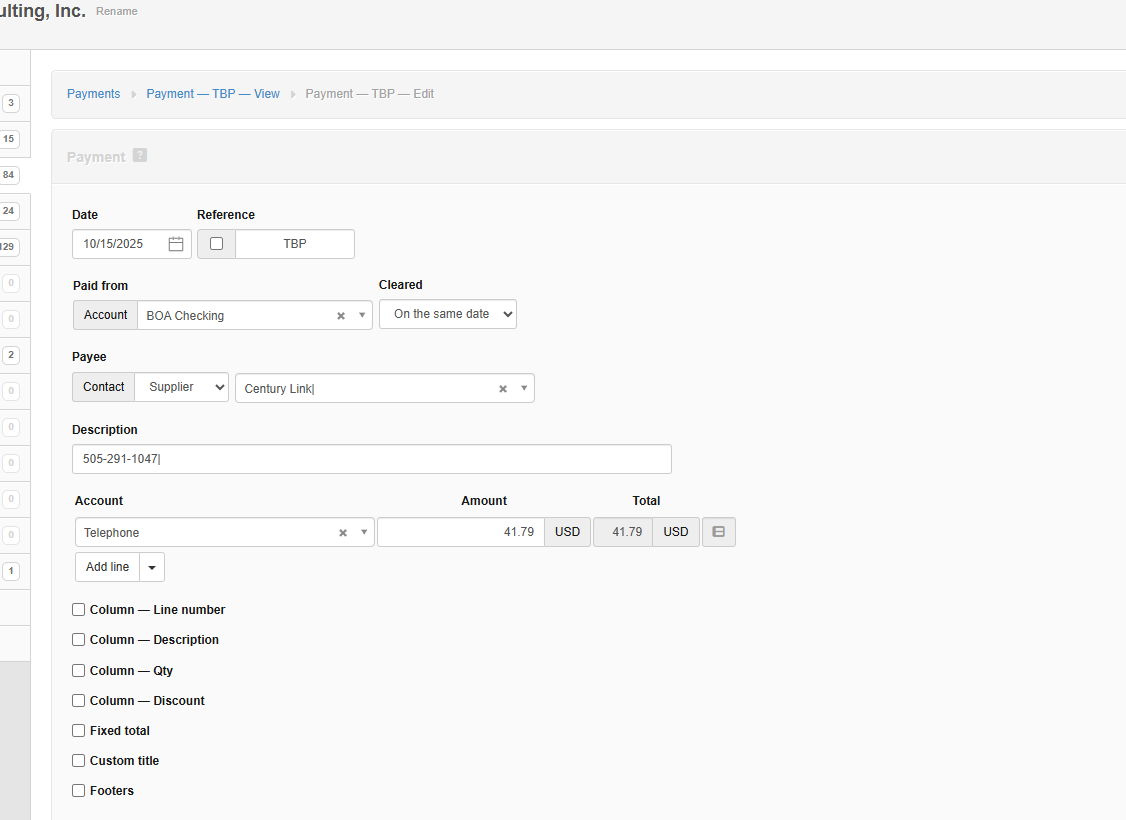 ulting, Inc. Rename
Payments Payment — TBP — View Payment — TBP — Edit
3
15
84
24
129
0
0
2
0
0
0
0
0
1
Payment ?
Date Reference
10/15/2025 TBP
Paid from Cleared
Account BOA Checking On the same date
Payee
Contact Supplier Century Link|
Description
505-291-1047|
Account Amount Total
Telephone 41.79 USD 41.79 USD
Add line
Column — Line number
Column — Description
Column — Qty
Column — Discount
Fixed total
Custom title
Footers